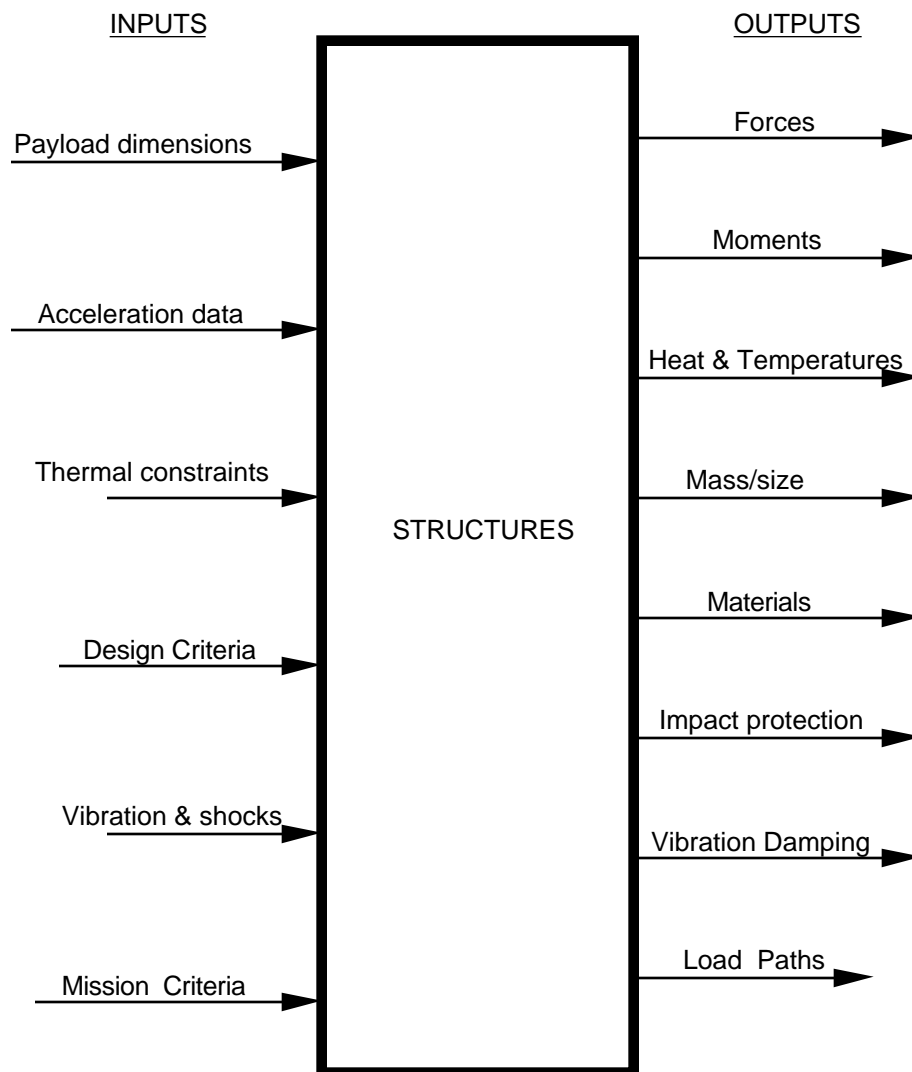 INPUTS
Payload dimensions
Acceleration data
Thermal constraints
Design Criteria
Vibration & shocks
Mission Criteria
STRUCTURES
OUTPUTS
Forces
Moments
Heat & Temperatures
Mass/size
Materials
Impact protection
Vibration Damping
Load Paths